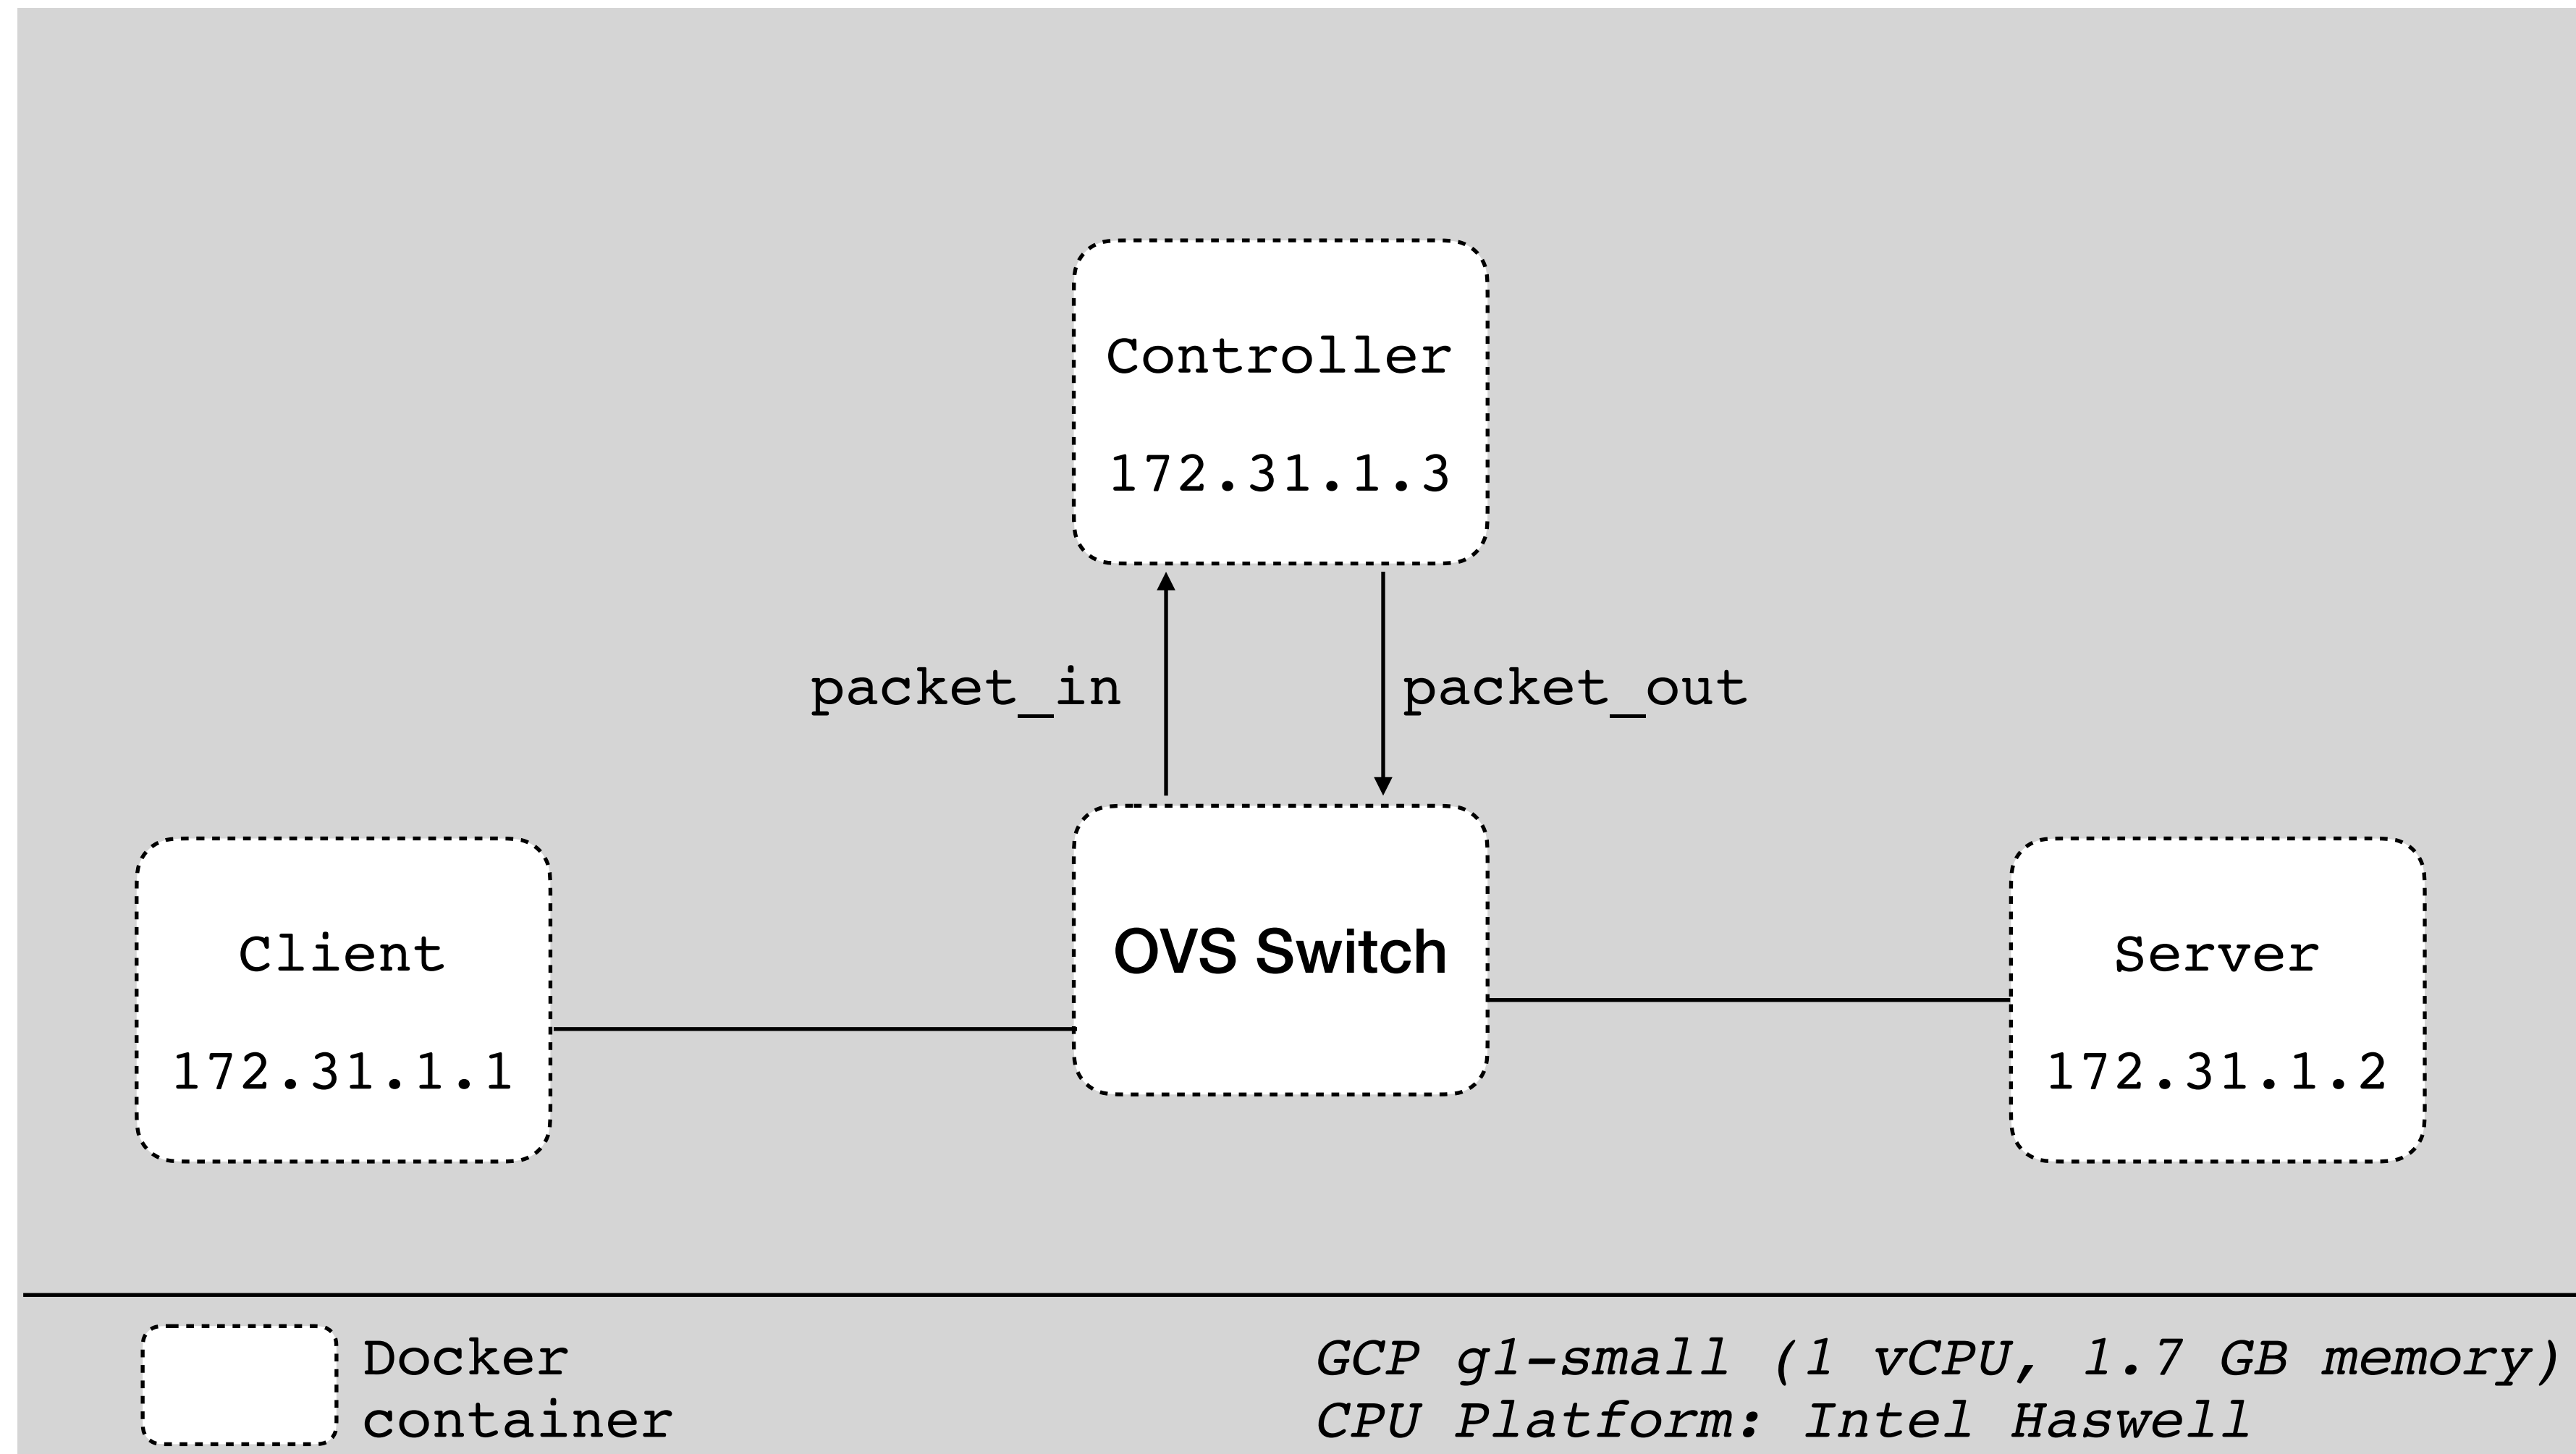 Controller
172.31.1.3
packet_in
packet_out
Client
172.31.1.1
OVS Switch
Server
172.31.1.2
Docker
container
GCP g1-small (1 vCPU, 1.7 GB memory)
CPU Platform: Intel Haswell